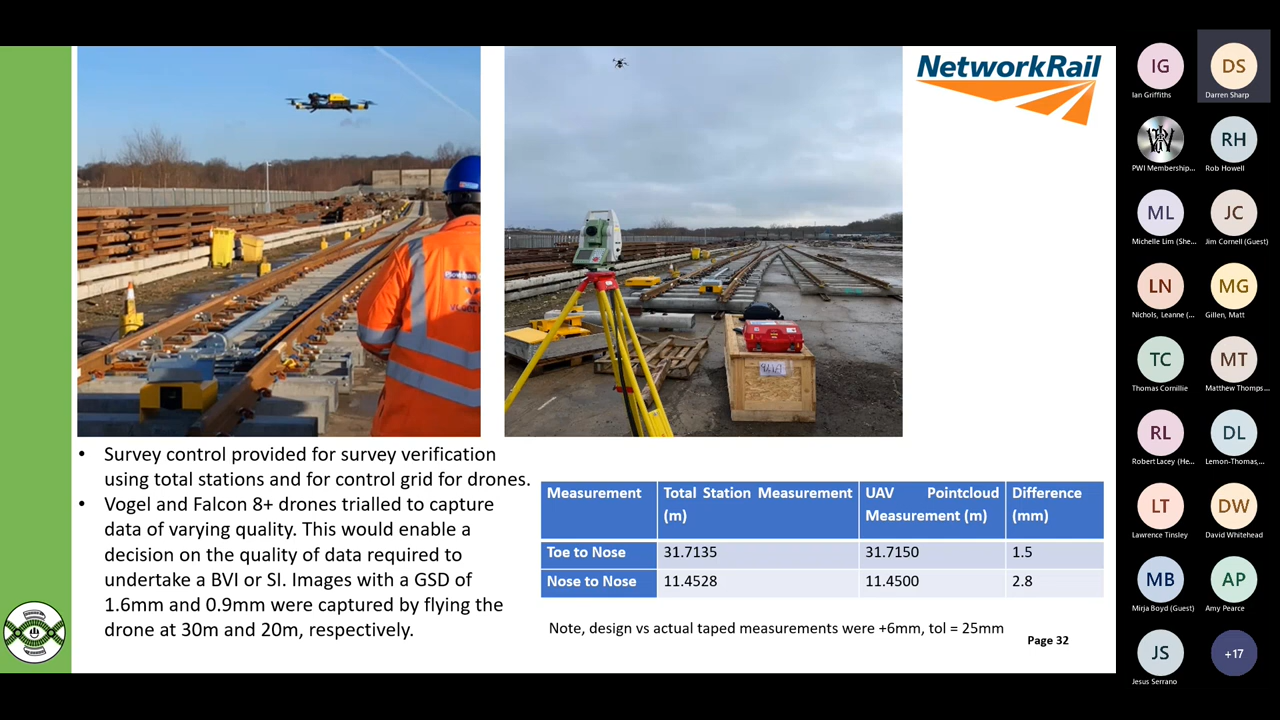 NetworkRail
• Survey control provided for survey verification
using total stations and for control grid for drones.
• Vogel and Falcon 8+ drones trialled to capture
data of varying quality. This would enable a
decision on the quality of data required to
undertake a BVI or SI. Images with a GSD of
1.6mm and 0.9mm were captured by flying the
drone at 30m and 20m, respectively.
Measurement Total Station Measurement (m) UAV Pointcloud Measurement (m) Difference (mm)
Toe to Nose 31.7135 31.7150 1.5
Nose to Nose 11.4528 11.4500 2.8
Note, design vs actual taped measurements were +6mm, tol = 25mm
Page 32
IG DS
Ian Griffiths Darren Sharp
RH
PWI Membership... Rob Howell
ML JC
Michelle Lim (She... Jim Cornell (Guest)
LN MG
Nichols, Leanne (... Gillen, Matt
TC MT
Thomas Cornillie Matthew Thomps...
RL DL
Robert Lacey (He... Lemon-Thomas,...
LT DW
Lawrence Tinsley David Whitehead
MB AP
Mirja Boyd (Guest) Amy Pearce
JS +17
Jesus Serrano